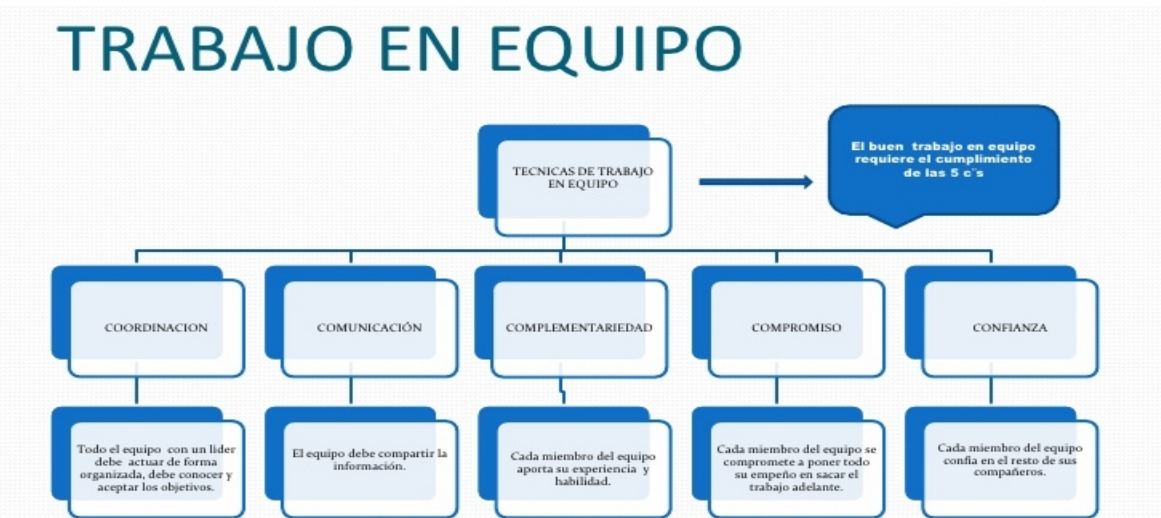 TRABAJO EN EQUIPO
TECNICAS DE TRABAJO
EN EQUIPO
El buen trabajo en equipo
requiere el cumplimiento
de las 5 c¨s
COORDINACION
COMUNICACIÓN
COMPLEMENTARIEDAD
COMPROMISO
CONFIANZA
Todo el equipo con un lider
debe actuar de forma
organizada, debe conocer y
aceptar los objetivos.
El equipo debe compartir la
información.
Cada miembro del equipo
aporta su experiencia y
habilidad.
Cada miembro del equipo se
compromete a poner todo
su empeño en sacar el
trabajo adelante.
Cada miembro del equipo
confia en el resto de sus
compañeros.